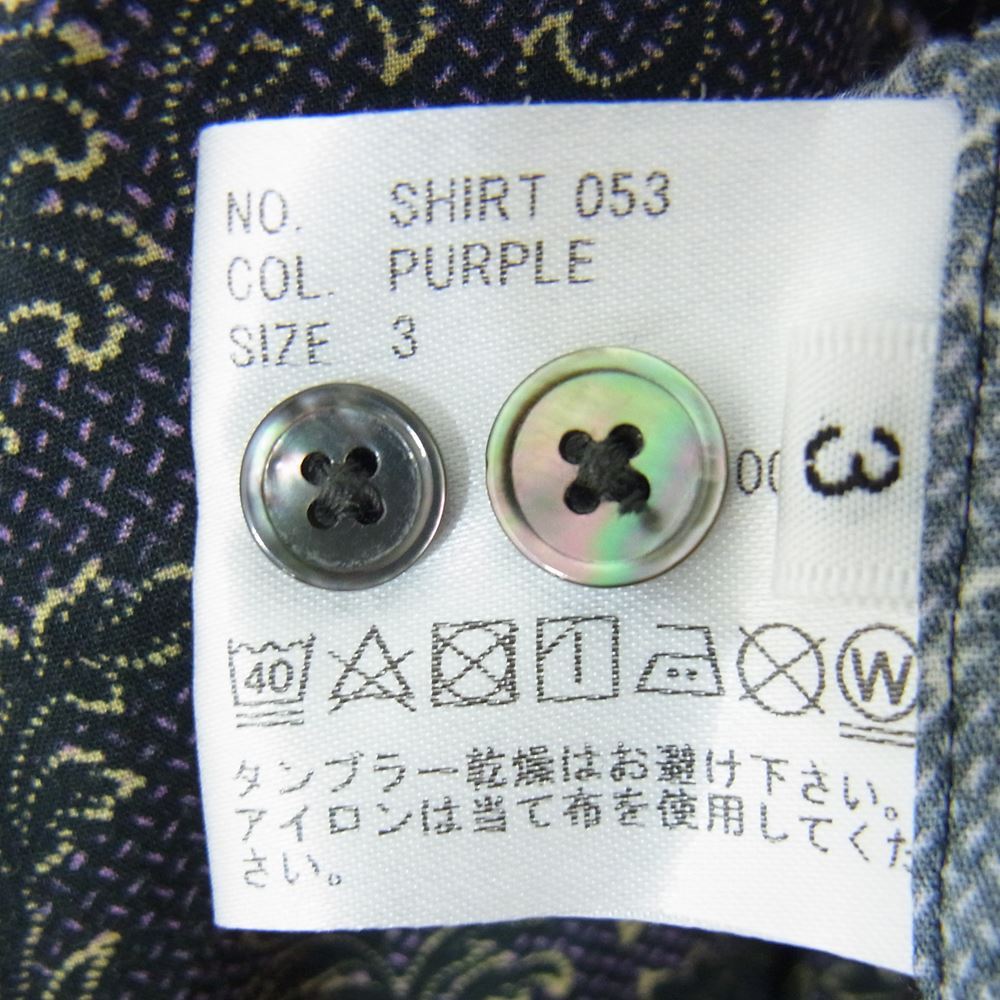 NO. SHIRT 053
COL. PURPLE
SIZE 3
3
40
W
タンブラー乾燥はお避け下さい。
アイロンは当て布を使用してくだ
さい。